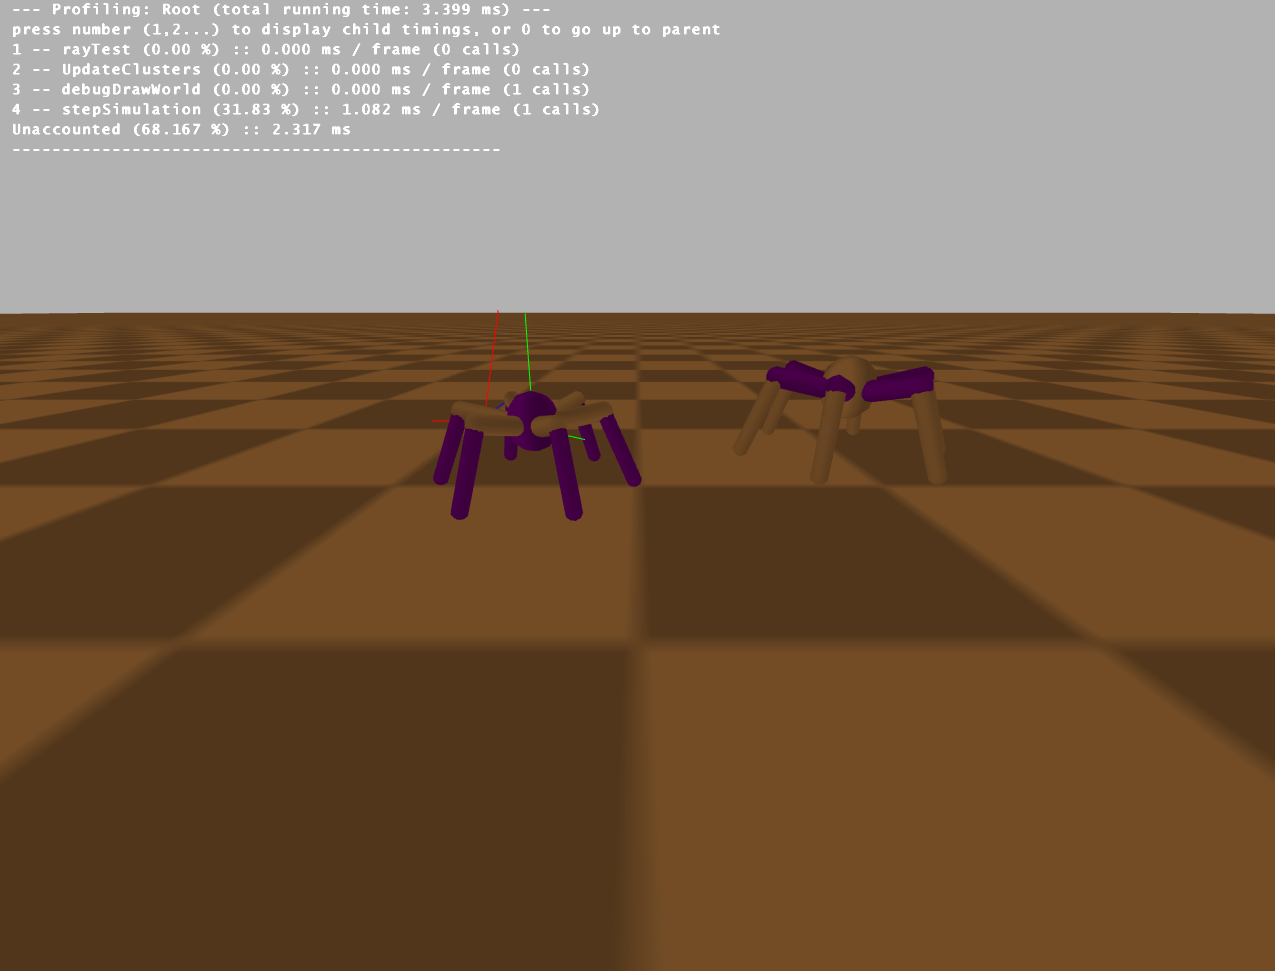 --- Profiling: Root (total running time: 3.399 ms) ---
press number (1,2...) to display child timings, or 0 to go up to parent
1 -- rayTest (0.00 %) :: 0.000 ms / frame (0 calls)
2 -- UpdateClusters (0.00 %) :: 0.000 ms / frame (0 calls)
3 -- debugDrawWorld (0.00 %) :: 0.000 ms / frame (1 calls)
4 -- stepSimulation (31.83 %) :: 1.082 ms / frame (1 calls)
Unaccounted (68.167 %) :: 2.317 ms
-------------------------------------------------